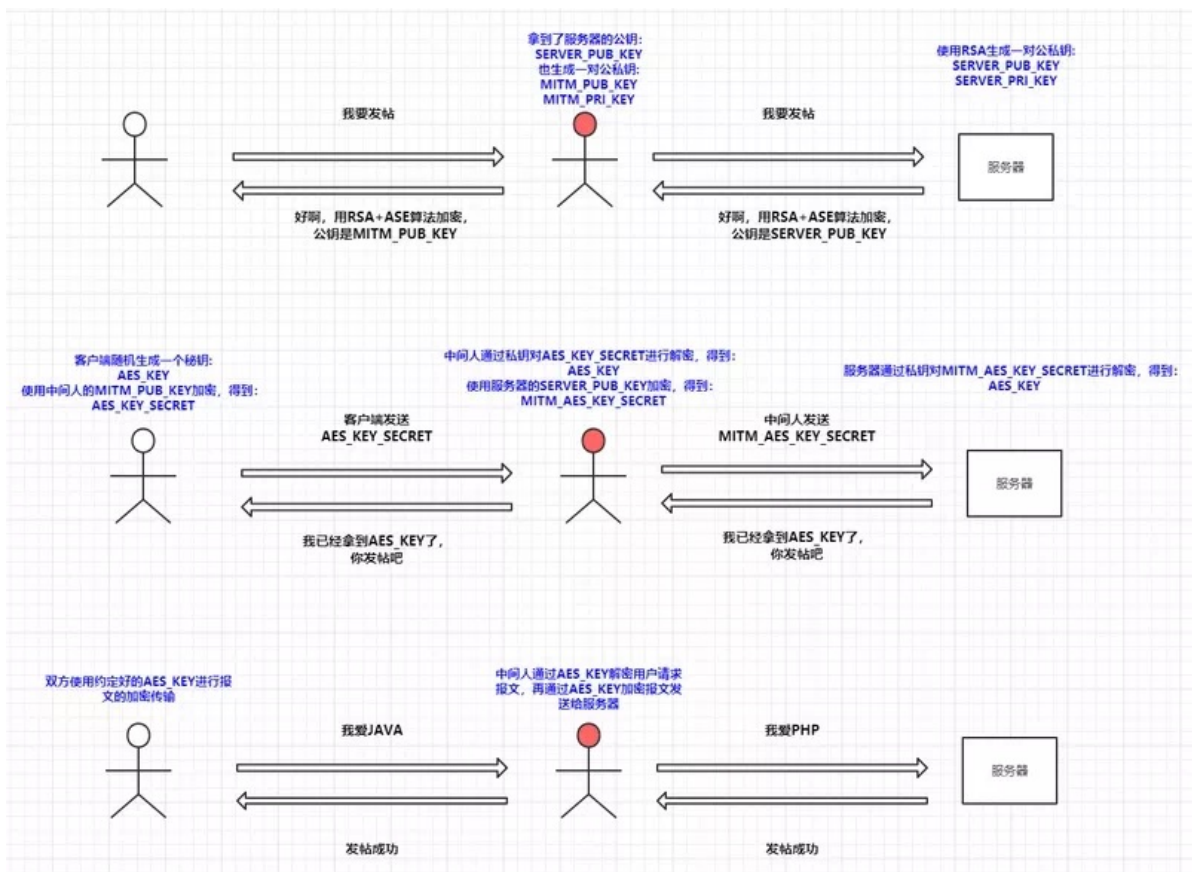 拿到了服务器的公钥:
SERVER_PUB_KEY
也生成一对公私钥:
MITM_PUB_KEY
MITM_PRI_KEY
使用RSA生成一对公私钥:
SERVER_PUB_KEY
SERVER_PRI_KEY
我要发帖
我要发帖
服务器
好啊，用RSA+ASE算法加密，
公钥是MITM_PUB_KEY
好啊，用RSA+ASE算法加密，
公钥是SERVER_PUB_KEY
客户端随机生成一个秘钥:
AES_KEY
使用中间人的MITM_PUB_KEY加密，得到:
AES_KEY_SECRET
中间人通过私钥对AES_KEY_SECRET进行解密，得到:
AES_KEY
使用服务器的SERVER_PUB_KEY加密，得到:
MITM_AES_KEY_SECRET
服务器通过私钥对MITM_AES_KEY_SECRET进行解密，得到:
AES_KEY
客户端发送
AES_KEY_SECRET
中间人发送
MITM_AES_KEY_SECRET
服务器
我已经拿到AES_KEY了，
你发帖吧
我已经拿到AES_KEY了，
你发帖吧
双方使用约定好的AES_KEY进行报
文的加密传输
中间人通过AES_KEY解密用户请求
报文，再通过AES_KEY加密报文发
送给服务器
我爱JAVA
我爱PHP
服务器
发帖成功
发帖成功